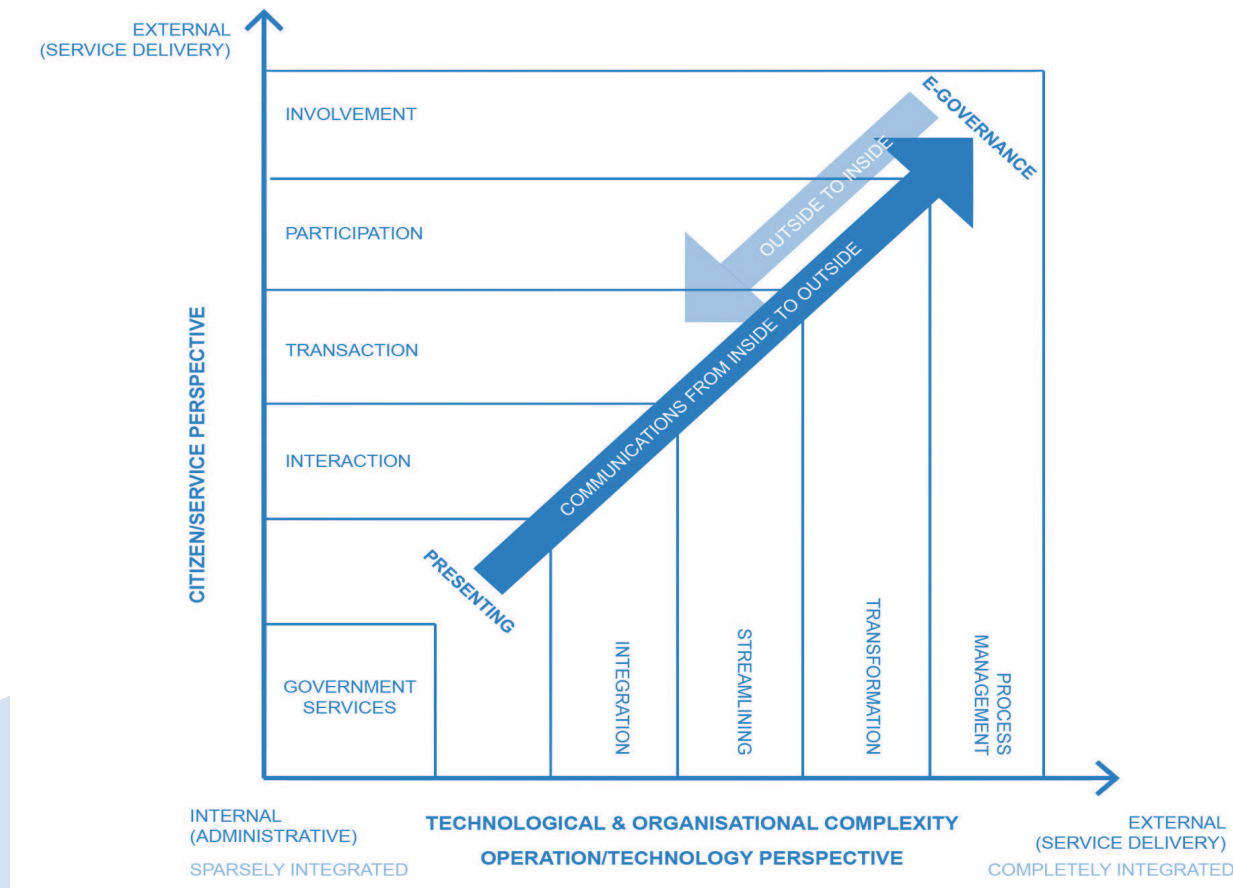 EXTERNAL
(SERVICE DELIVERY)
INVOLVEMENT
PARTICIPATION
TRANSACTION
INTERACTION
CITIZEN/SERVICE PERSPECTIVE
E-GOVERNANCE
OUTSIDE TO INSIDE
COMMUNICATIONS FROM INSIDE TO OUTSIDE
PRESENTING
GOVERNMENT
SERVICES
INTEGRATION
STREAMLINING
TRANSFORMATION
PROCESS
MANAGEMENT
INTERNAL
(ADMINISTRATIVE)
SPARSELY INTEGRATED
TECHNOLOGICAL & ORGANISATIONAL COMPLEXITY
OPERATION/TECHNOLOGY PERSPECTIVE
EXTERNAL
(SERVICE DELIVERY)
COMPLETELY INTEGRATED